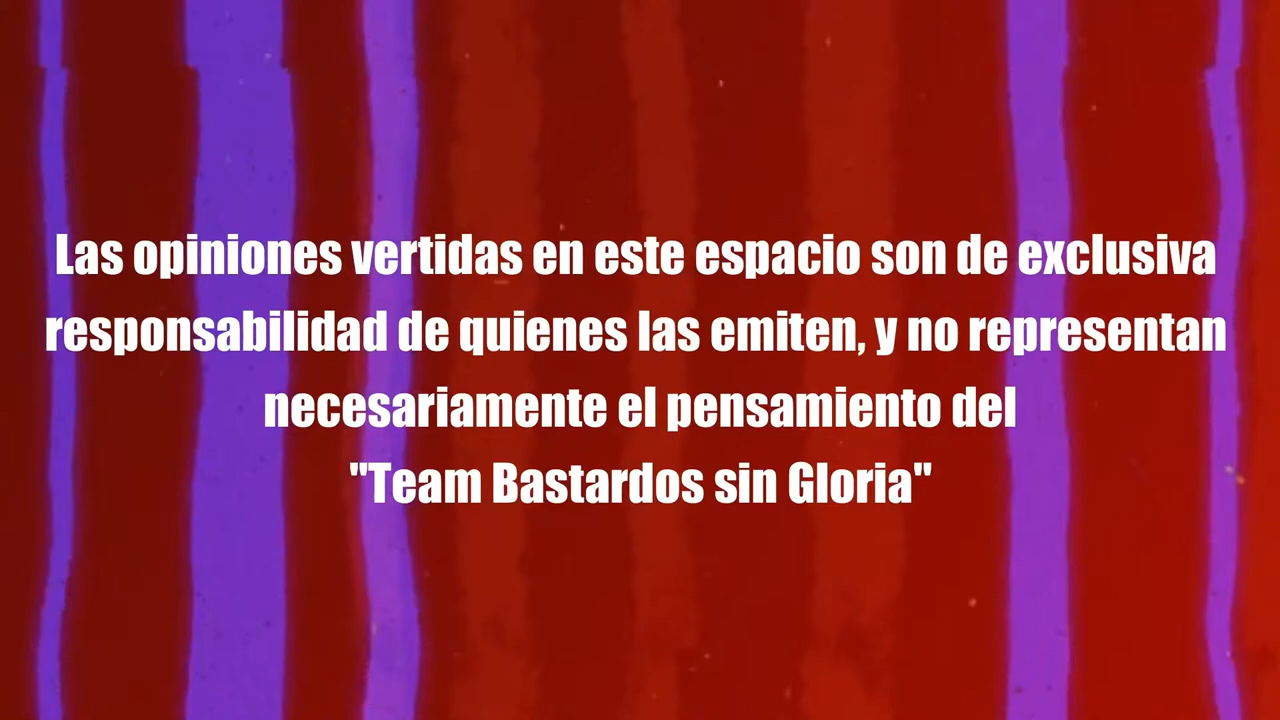 Las opiniones vertidas en este espacio son de exclusiva
responsabilidad de quienes las emiten, y no representan
necesariamente el pensamiento del
"Team Bastardos sin Gloria"